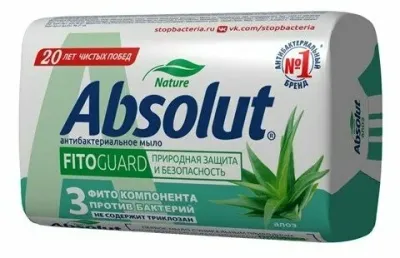 stopbacteria.ru vk.com/stopbacteria
20 ЛЕТ ЧИСТЫХ ПОБЕД
АНТИБАКТЕРИАЛЬНЫЙ
№1
БРЕНД
Nature
Absolut®
антибактериальное мыло
FITOGUARD
ПРИРОДНАЯ ЗАЩИТА
И БЕЗОПАСНОСТЬ
3 ФИТО КОМПОНЕНТА
ПРОТИВ БАКТЕРИЙ
НЕ СОДЕРЖИТ ТРИКЛОЗАН
алоэ
Absolut